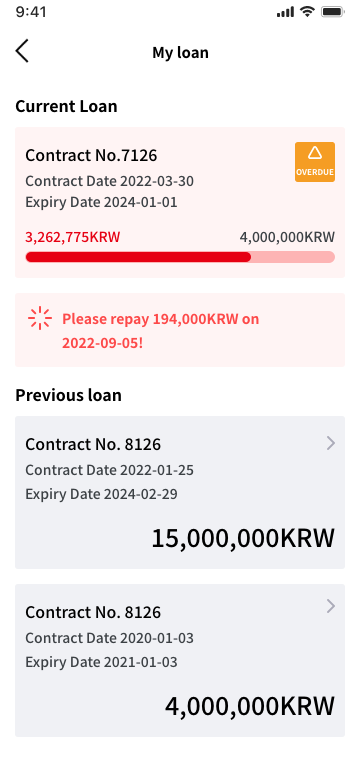 9:41
My loan
Current Loan
Contract No.7126
OVERDUE
Contract Date 2022-03-30
Expiry Date 2024-01-01
3,262,775KRW 4,000,000KRW
Please repay 194,000KRW on
2022-09-05!
Previous loan
Contract No. 8126
Contract Date 2022-01-25
Expiry Date 2024-02-29
15,000,000KRW
Contract No. 8126
Contract Date 2020-01-03
Expiry Date 2021-01-03
4,000,000KRW